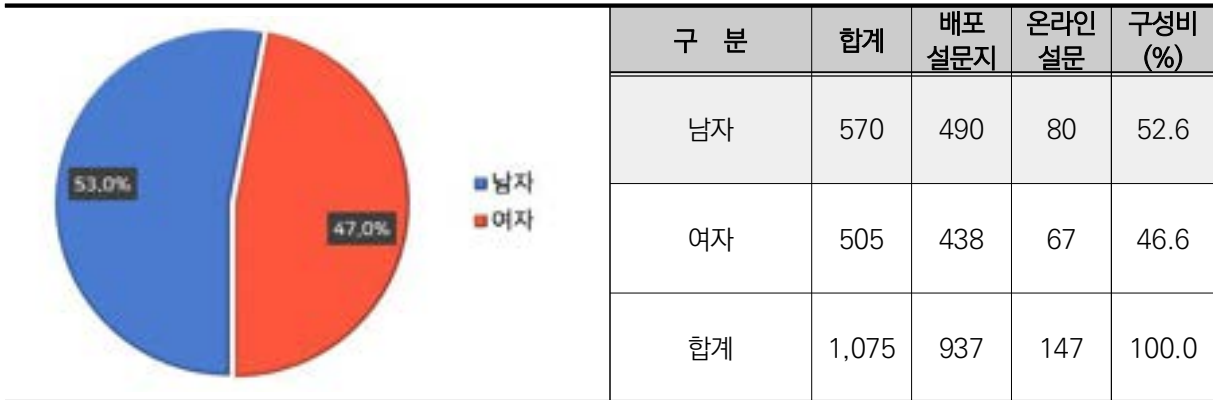 53.0%
47.0%
남자
여자
구 분 합계 배포 설문지 온라인 설문 구성비 (%)
남자 570 490 80 52.6
여자 505 438 67 46.6
합계 1,075 937 147 100.0